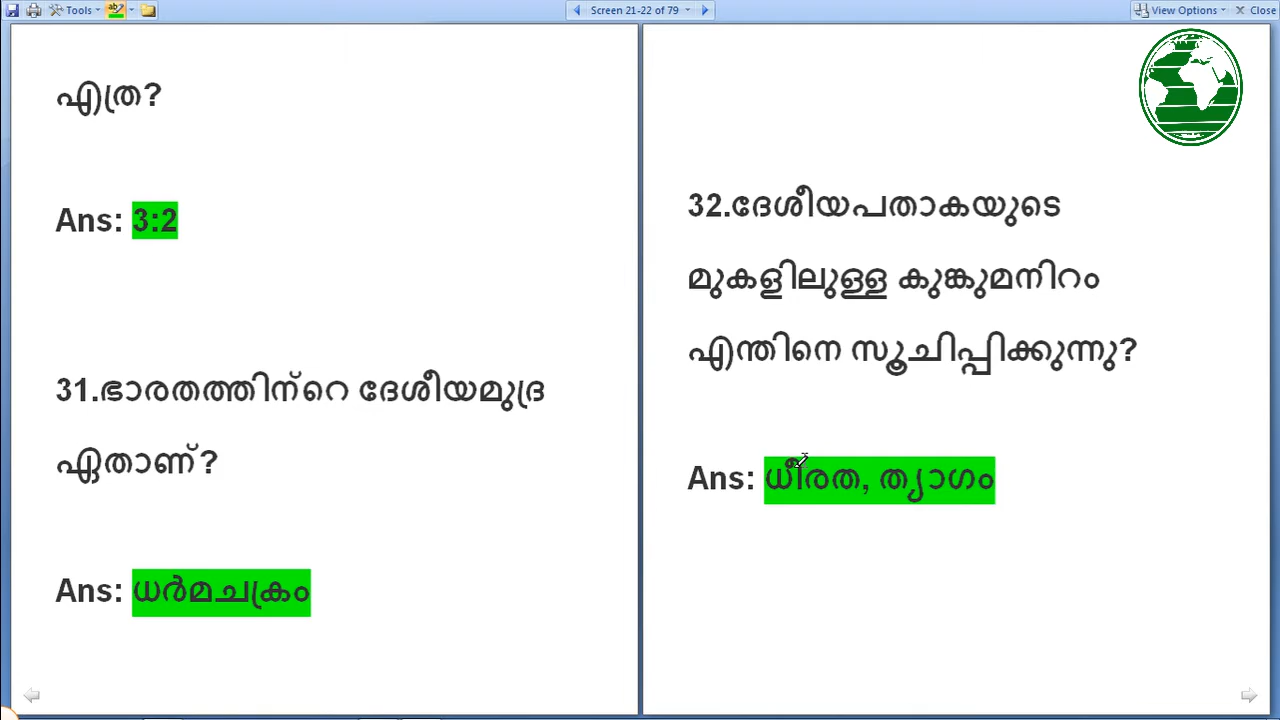 Tools
Screen 21-22 of 79
View Options
Close
എത്ര?
Ans: 3:2
31.ഭാരതത്തിന്റെ ദേശീയമുദ്ര
ഏതാണ്?
Ans: ധർമചക്രം
32.ദേശീയപതാകയുടെ
മുകളിലുള്ള കുങ്കുമനിറം
എന്തിനെ സൂചിപ്പിക്കുന്നു?
Ans: ധീരത, ത്യാഗം